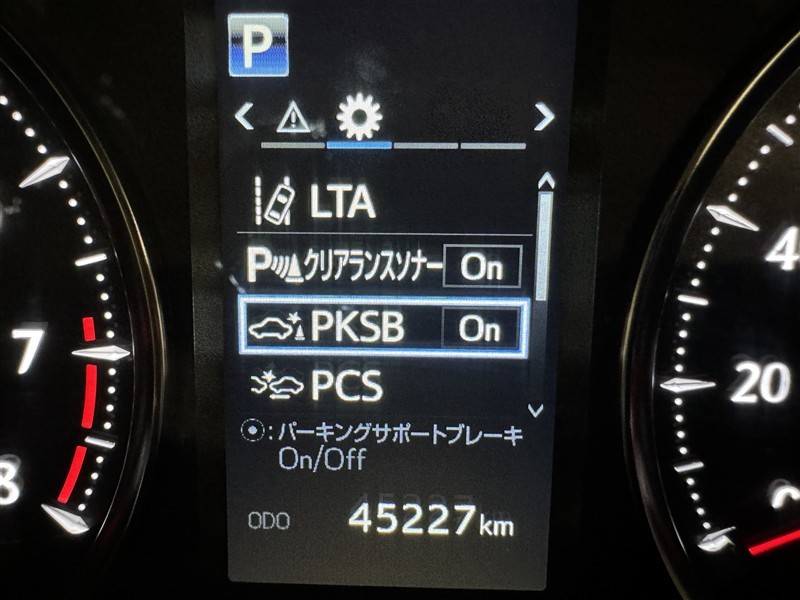 P
LTA
P クリアランスソナー On
PKSB On
PCS
:パーキングサポートブレーキ
On/Off
ODO 45227km
7
8
4
20